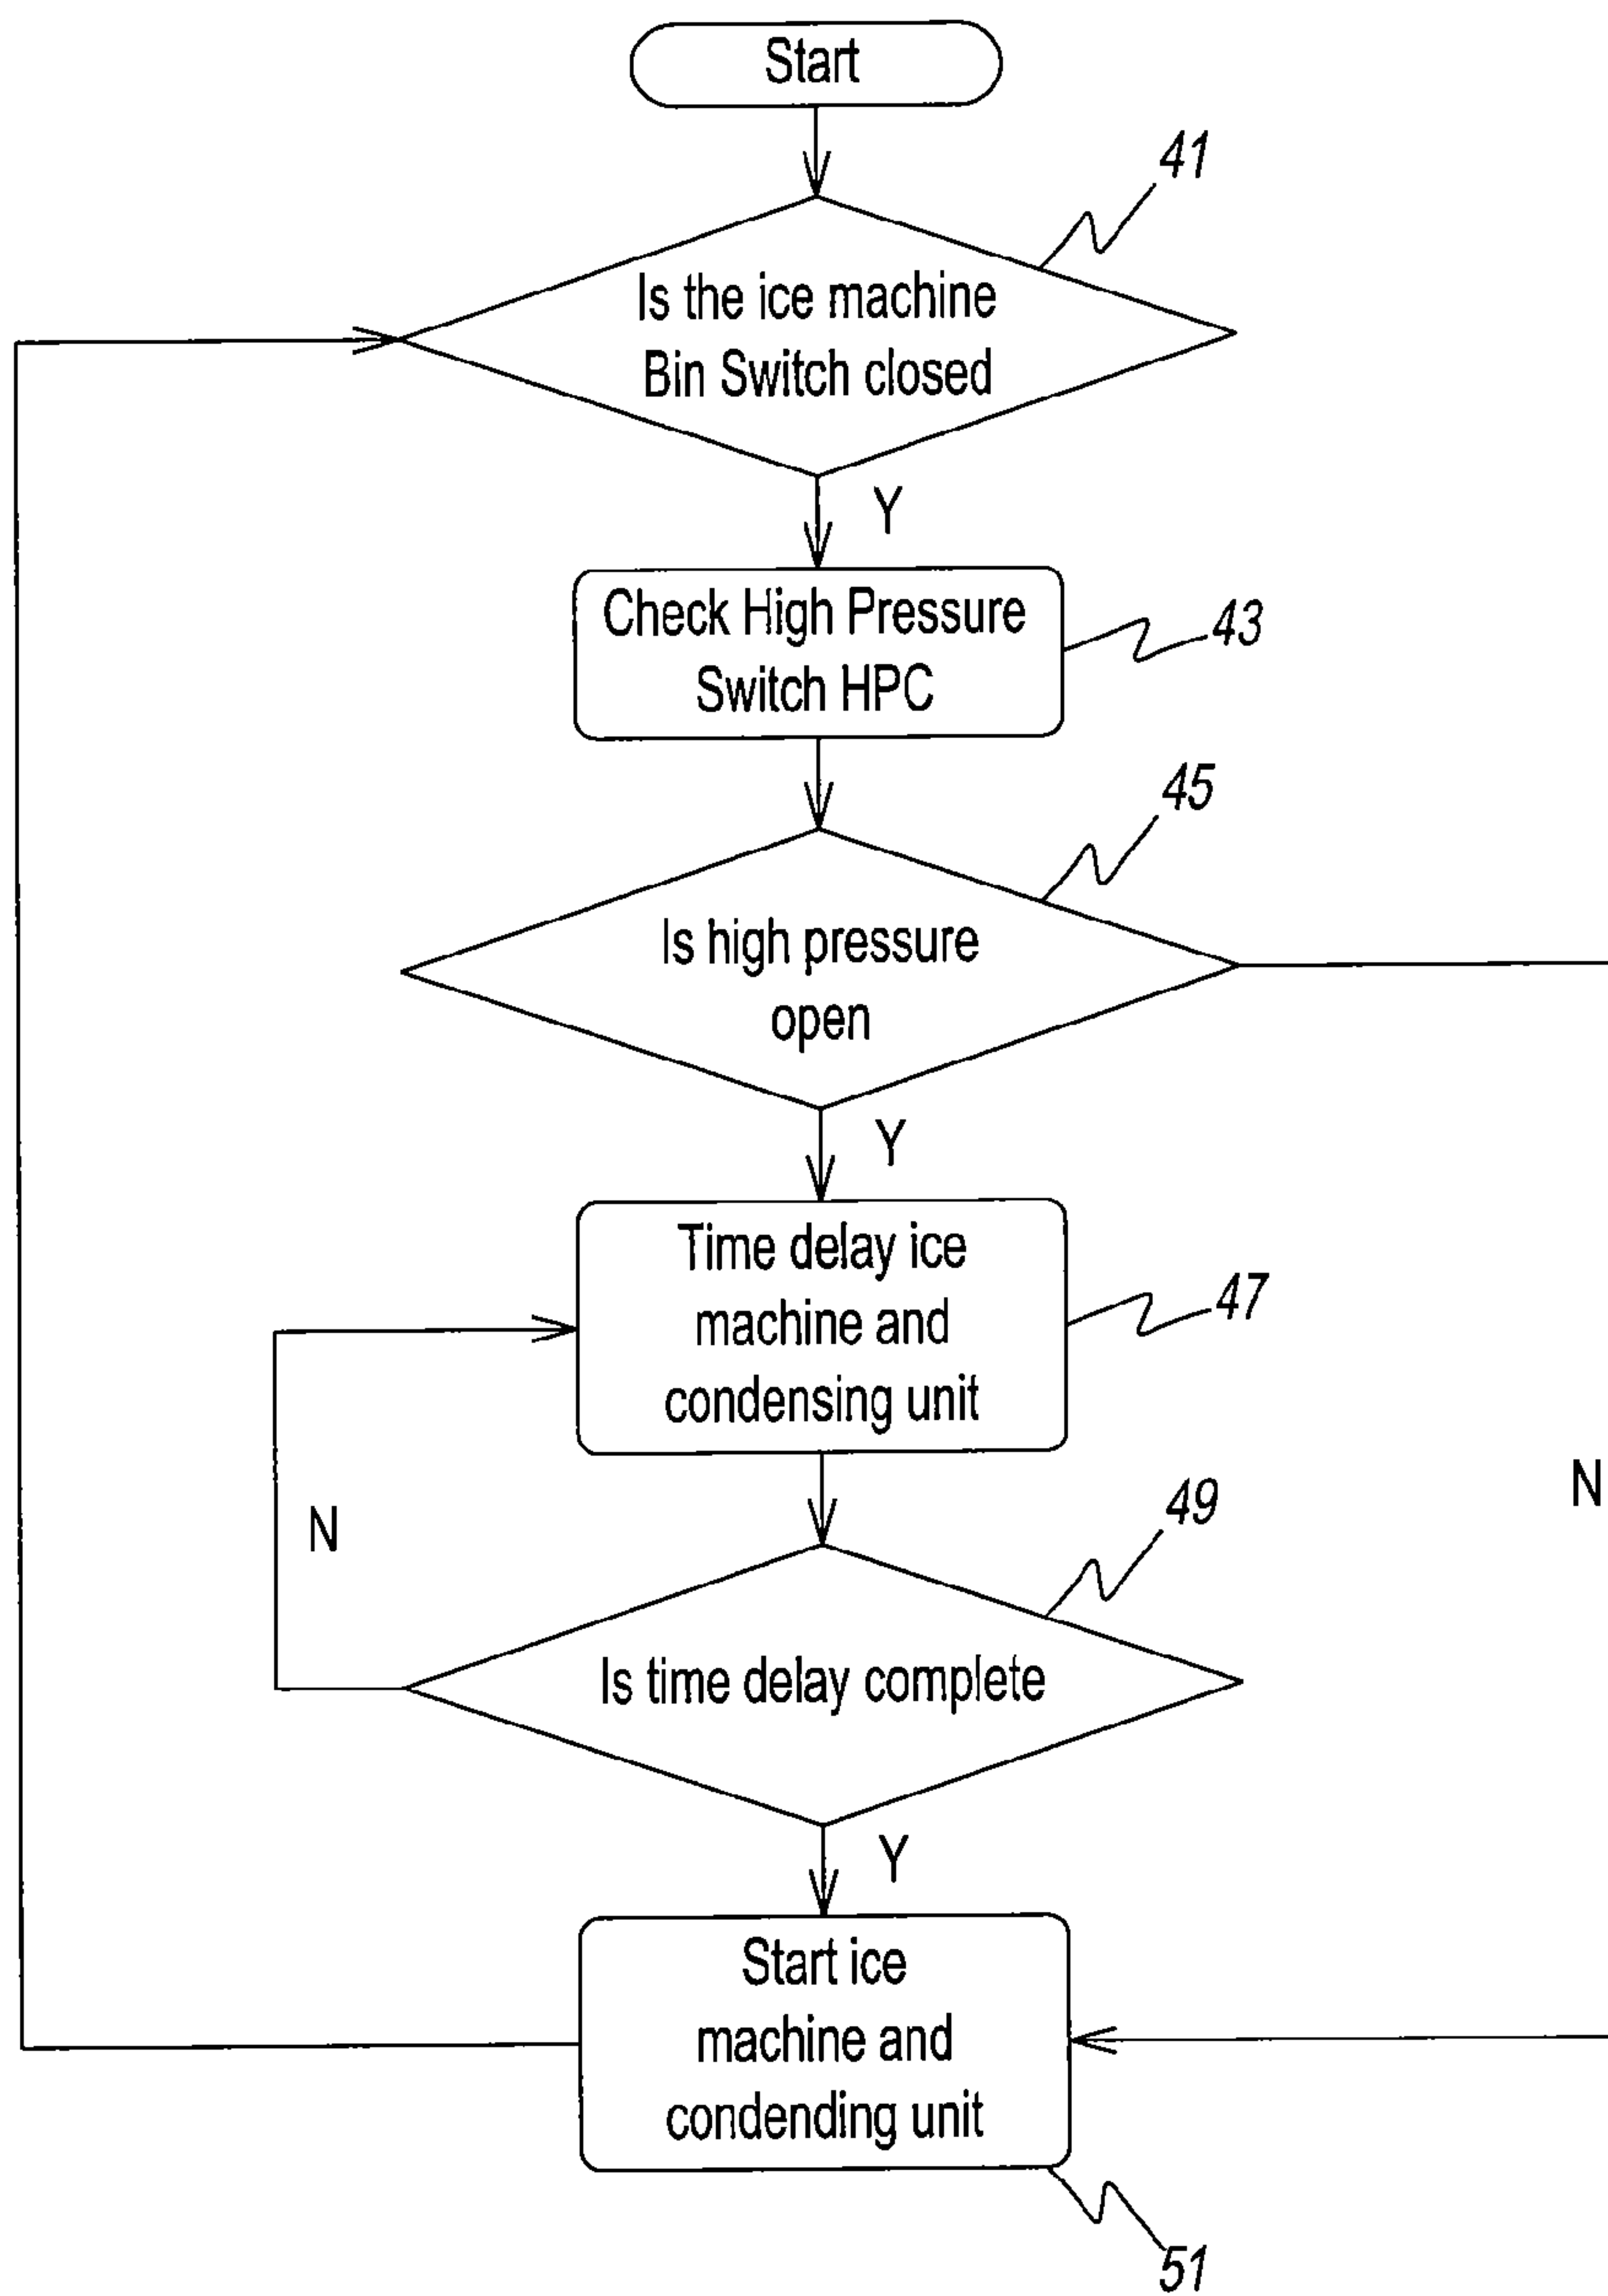 Start
41
Is the ice machine
Bin Switch closed
Y
Check High Pressure
Switch HPC
43
45
Is high pressure
open
Y
Time delay ice
machine and
condensing unit
47
N
N
49
Is time delay complete
Y
Start ice
machine and
condending unit
51